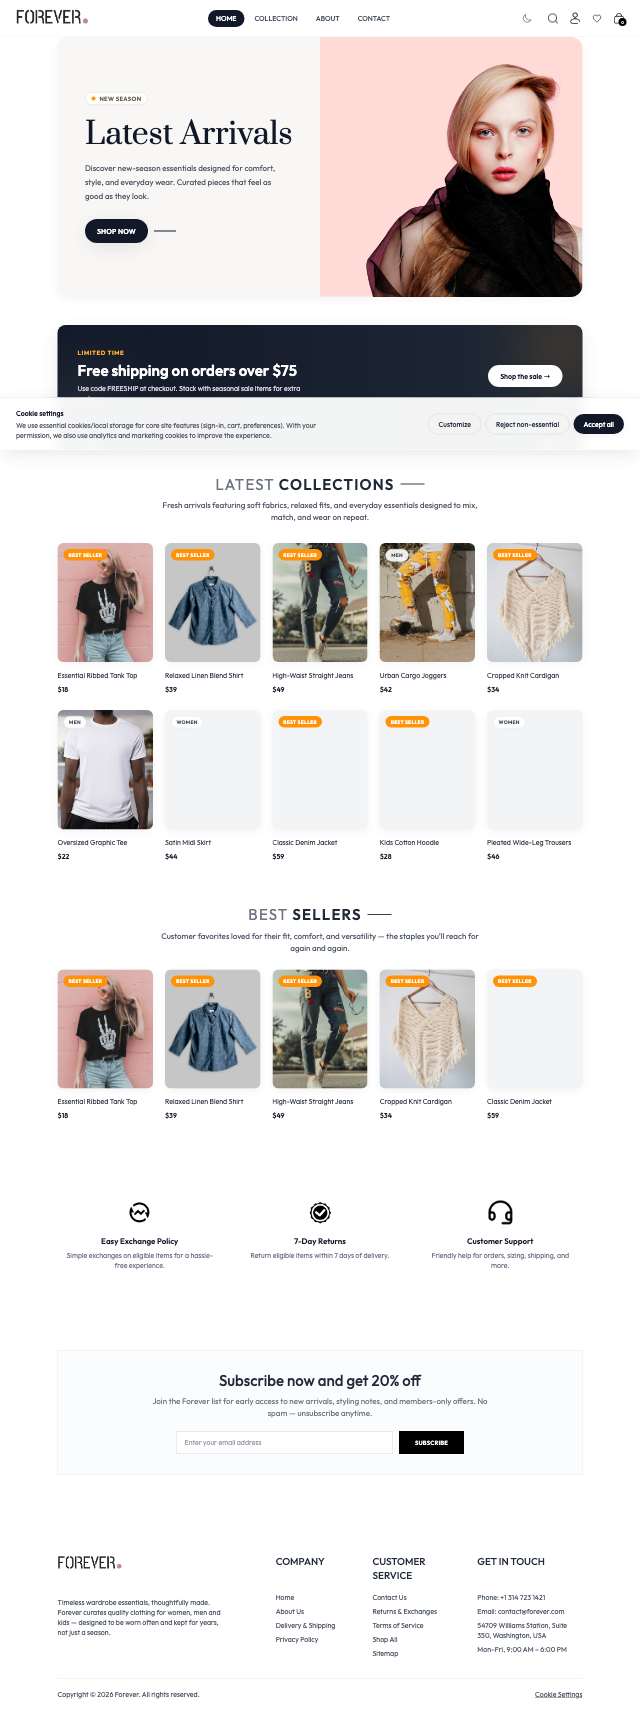 FOREVER.
HOME
COLLECTION
ABOUT
CONTACT
0
NEW SEASON
Latest Arrivals
Discover new-season essentials designed for comfort,
style, and everyday wear. Curated pieces that feel as
good as they look.
SHOP NOW
LIMITED TIME
Free shipping on orders over $75
Use code FREESHIP at checkout. Stack with seasonal sale items for extra
Shop the sale →
Cookie settings
We use essential cookies/local storage for core site features (sign-in, cart, preferences). With your
permission, we also use analytics and marketing cookies to improve the experience.
Customize
Reject non-essential
Accept all
LATEST COLLECTIONS
Fresh arrivals featuring soft fabrics, relaxed fits, and everyday essentials designed to mix,
match, and wear on repeat.
BEST SELLER
BEST SELLER
BEST SELLER
MEN
BEST SELLER
Essential Ribbed Tank Top
Relaxed Linen Blend Shirt
High-Waist Straight Jeans
Urban Cargo Joggers
Cropped Knit Cardigan
$18
$39
$49
$42
$34
MEN
WOMEN
BEST SELLER
BEST SELLER
WOMEN
Oversized Graphic Tee
Satin Midi Skirt
Classic Denim Jacket
Kids Cotton Hoodie
Pleated Wide-Leg Trousers
$22
$44
$59
$28
$46
BEST SELLERS
Customer favorites loved for their fit, comfort, and versatility — the staples you'll reach for
again and again.
BEST SELLER
BEST SELLER
BEST SELLER
BEST SELLER
BEST SELLER
Essential Ribbed Tank Top
Relaxed Linen Blend Shirt
High-Waist Straight Jeans
Cropped Knit Cardigan
Classic Denim Jacket
$18
$39
$49
$34
$59
Easy Exchange Policy
Simple exchanges on eligible items for a hassle-
free experience.
7-Day Returns
Return eligible items within 7 days of delivery.
Customer Support
Friendly help for orders, sizing, shipping, and
more.
Subscribe now and get 20% off
Join the Forever list for early access to new arrivals, styling notes, and members-only offers. No
spam — unsubscribe anytime.
Enter your email address
SUBSCRIBE
FOREVER.
Timeless wardrobe essentials, thoughtfully made.
Forever curates quality clothing for women, men and
kids — designed to be worn often and kept for years,
not just a season.
COMPANY
Home
About Us
Delivery & Shipping
Privacy Policy
CUSTOMER
SERVICE
Contact Us
Returns & Exchanges
Terms of Service
Shop All
Sitemap
GET IN TOUCH
Phone: +1 314 723 1421
Email: contact@forever.com
54709 Williams Station, Suite
350, Washington, USA
Mon–Fri, 9:00 AM – 6:00 PM
Copyright © 2026 Forever. All rights reserved.
Cookie Settings